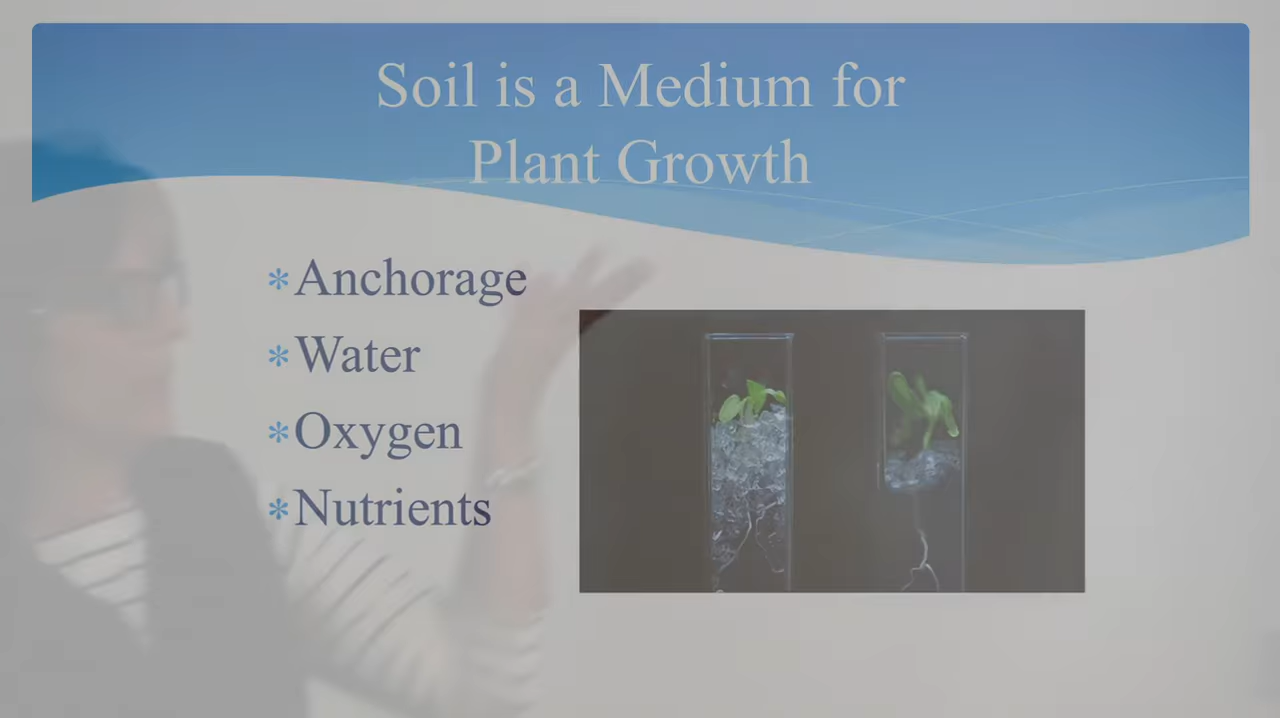 Soil is a Medium for
Plant Growth
*Anchorage
*Water
*Oxygen
*Nutrients